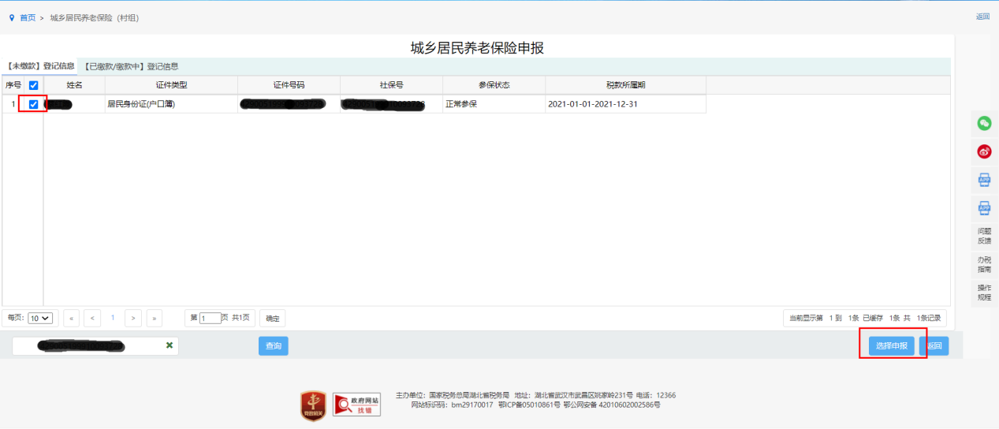 首页 > 城乡居民养老保险（村组）
返回
城乡居民养老保险申报
【未缴款】登记信息 【已缴款/缴款中】登记信息
序号 姓名 证件类型 证件号码 社保号 参保状态 税款所属期
1 居民身份证(户口簿) 正常参保 2021-01-01-2021-12-31
APP
APP
问题
反馈
办税
指南
操作
规程
每页: 10 « < 1 > » 第 1 页 共1页 确定 当前显示第 1 到 1条 已缓存 1条 共 1条记录
查询 选择申报 返回
党政机关
政府网站
找错
主办单位：国家税务总局湖北省税务局 地址：湖北省武汉市武昌区姚家岭231号 电话：12366
网站标识码：bm29170017 鄂ICP备05010861号 鄂公网安备 42010602002586号